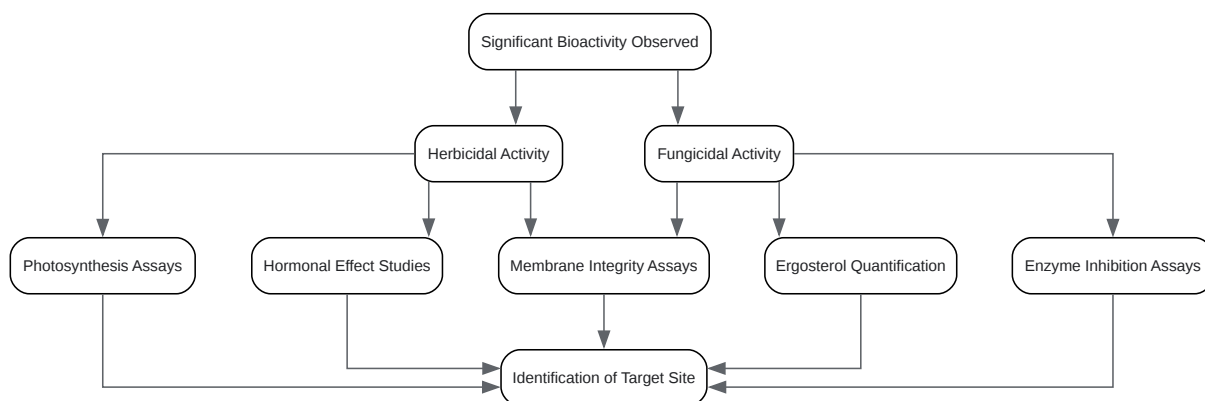 Significant Bioactivity Observed
Herbicidal Activity
Fungicidal Activity
Photosynthesis Assays
Hormonal Effect Studies
Membrane Integrity Assays
Ergosterol Quantification
Enzyme Inhibition Assays
Identification of Target Site